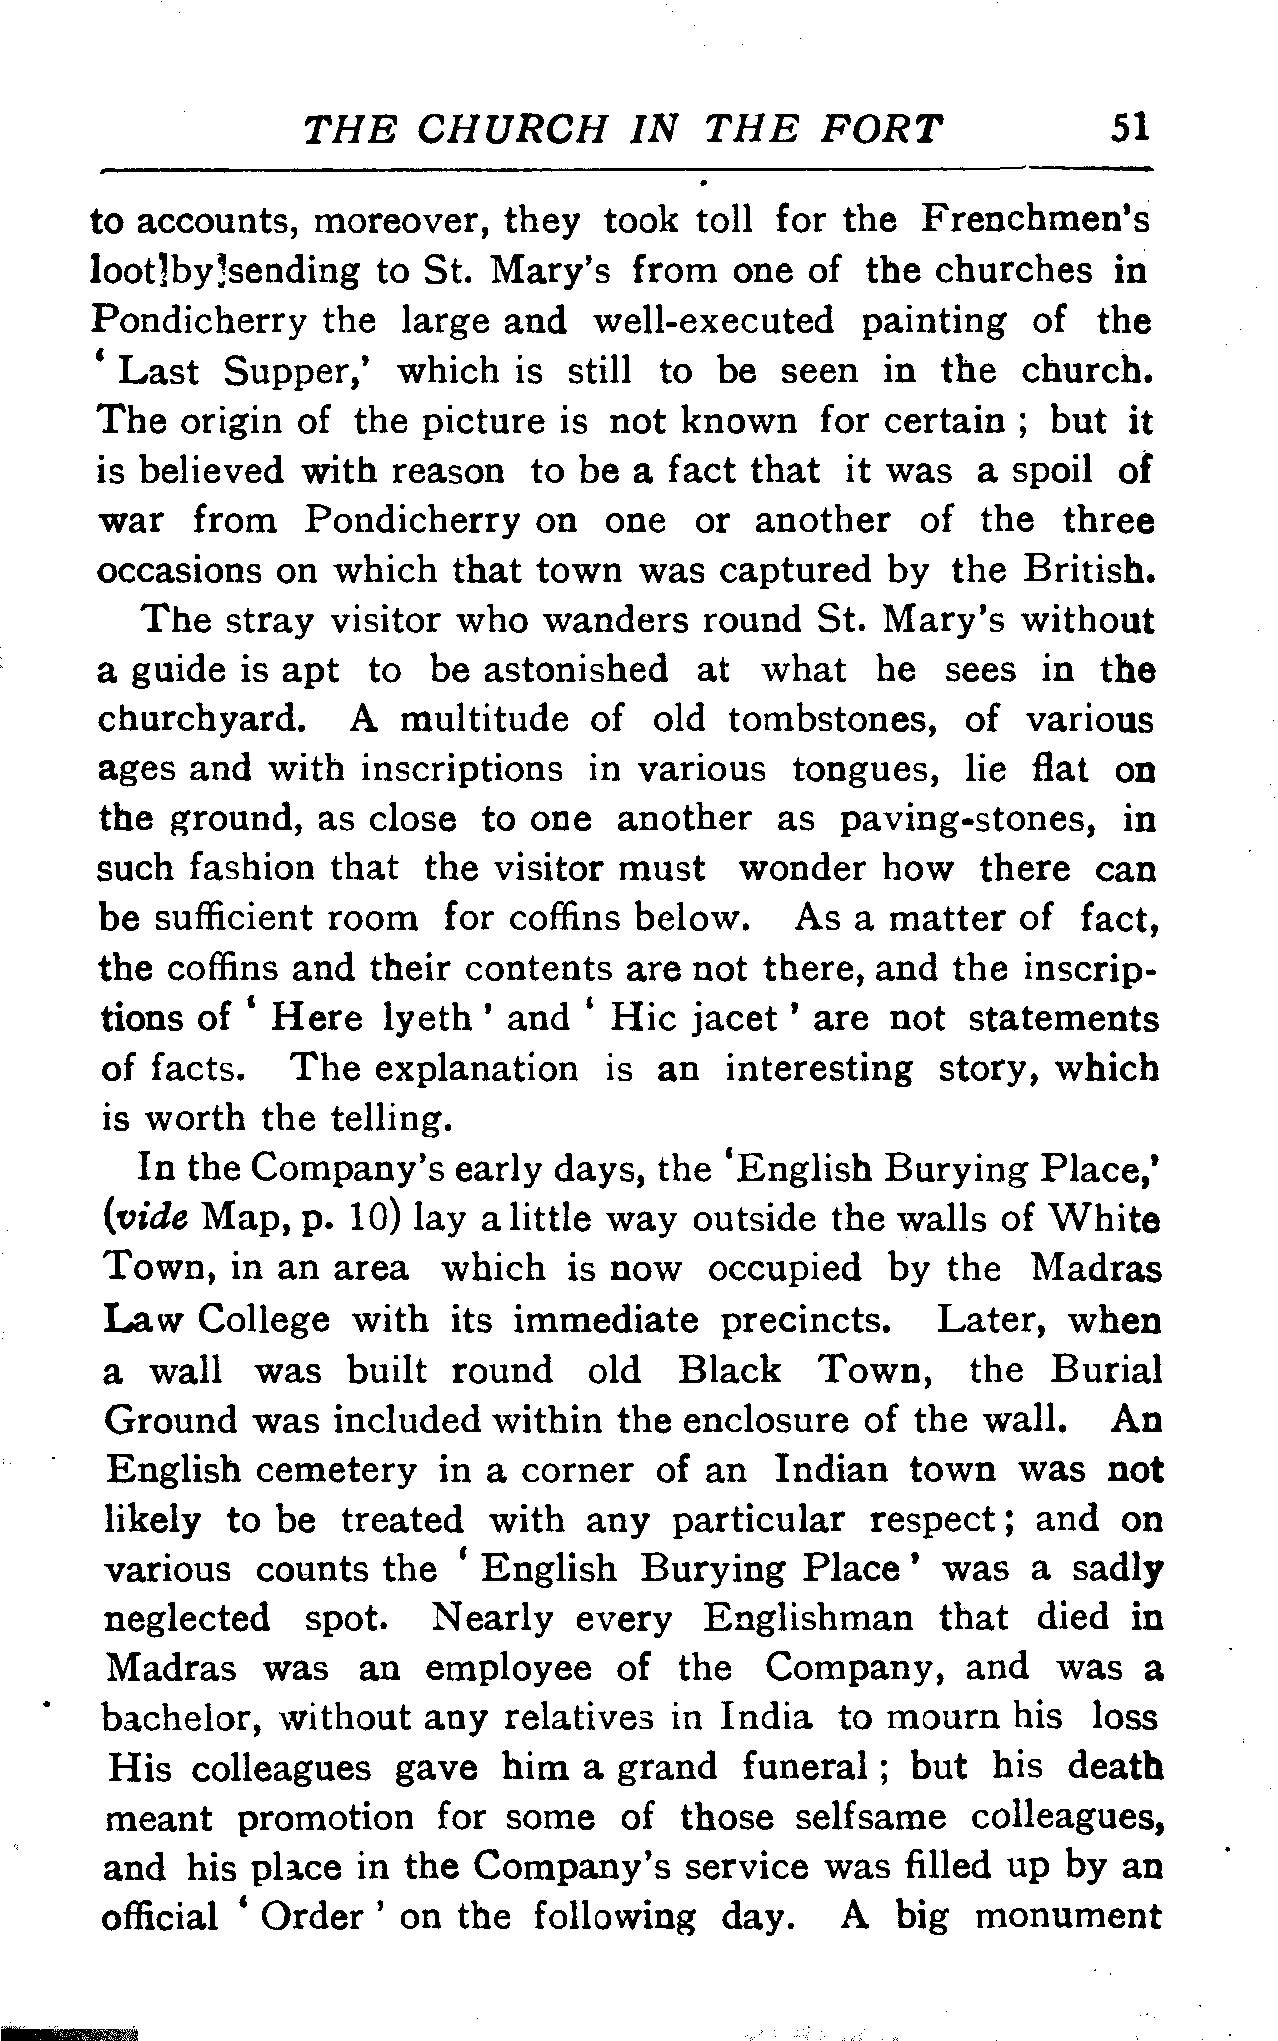 THE CHURCH IN THE FORT 51
to accounts, moreover, they took toll for the Frenchmen's
loot]by!sending to St. Mary's from one of the churches in
Pondicherry the large and well-executed painting of the
‘ Last Supper,’ which is still to be seen in the church.
The origin of the picture is not known for certain ; but it
is believed with reason to be a fact that it was a spoil of
war from Pondicherry on one or another of the three
occasions on which that town was captured by the British.
The stray visitor who wanders round St. Mary's without
a guide is apt to be astonished at what he sees in the
churchyard. A multitude of old tombstones, of various
ages and with inscriptions in various tongues, lie flat on
the ground, as close to one another as paving-stones, in
such fashion that the visitor must wonder how there can
be sufficient room for coffins below. As a matter of fact,
the coffins and their contents are not there, and the inscrip-
tions of ‘ Here lyeth ’ and ‘ Hic jacet ’ are not statements
of facts. The explanation is an interesting story, which
is worth the telling.
In the Company's early days, the ‘English Burying Place,’
(vide Map, p. 10) lay a little way outside the walls of White
Town, in an area which is now occupied by the Madras
Law College with its immediate precincts. Later, when
a wall was built round old Black Town, the Burial
Ground was included within the enclosure of the wall. An
English cemetery in a corner of an Indian town was not
likely to be treated with any particular respect ; and on
various counts the ‘ English Burying Place ’ was a sadly
neglected spot. Nearly every Englishman that died in
Madras was an employee of the Company, and was a
bachelor, without any relatives in India to mourn his loss
His colleagues gave him a grand funeral ; but his death
meant promotion for some of those selfsame colleagues,
and his place in the Company's service was filled up by an
official ‘ Order ’ on the following day. A big monument